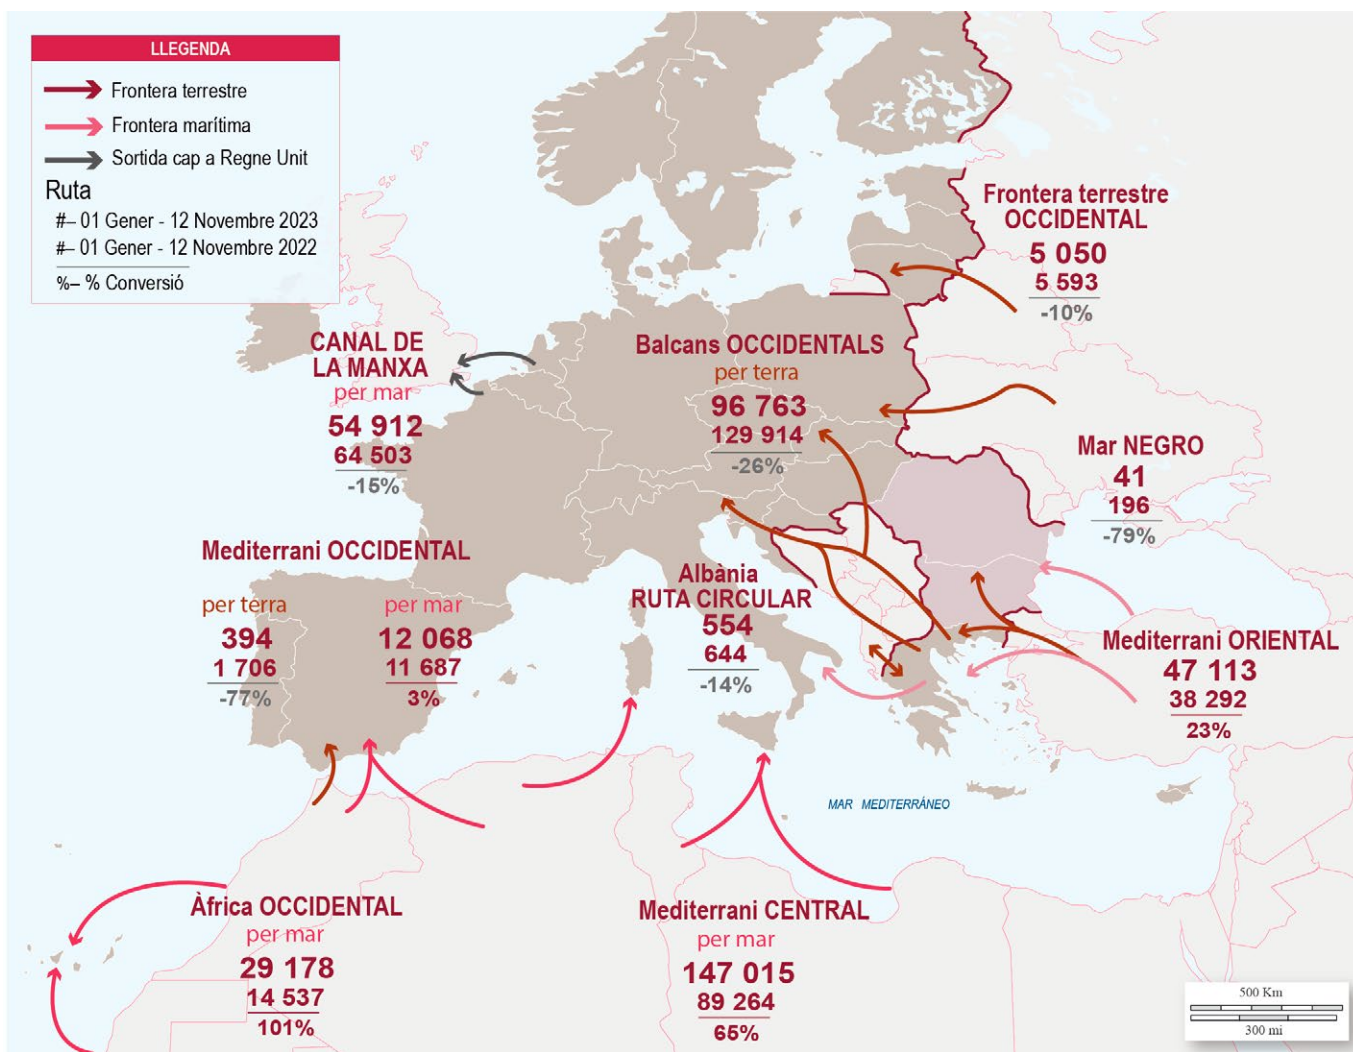 LLEGENDA
Frontera terrestre
Frontera marítima
Sortida cap a Regne Unit
Ruta
#– 01 Gener - 12 Novembre 2023
#– 01 Gener - 12 Novembre 2022
%– % Conversió
Frontera terrestre
OCCIDENTAL
5 050
5 593
-10%
CANAL DE
LA MANXA
per mar
54 912
64 503
-15%
Balcans OCCIDENTALS
per terra
96 763
129 914
-26%
Mar NEGRO
41
196
-79%
Mediterrani OCCIDENTAL
per terra
394
1 706
-77%
per mar
12 068
11 687
3%
Albània
RUTA CIRCULAR
554
644
-14%
Mediterrani ORIENTAL
47 113
38 292
23%
MAR MEDITERRÁNEO
Àfrica OCCIDENTAL
per mar
29 178
14 537
101%
Mediterrani CENTRAL
per mar
147 015
89 264
65%
500 Km
300 mi